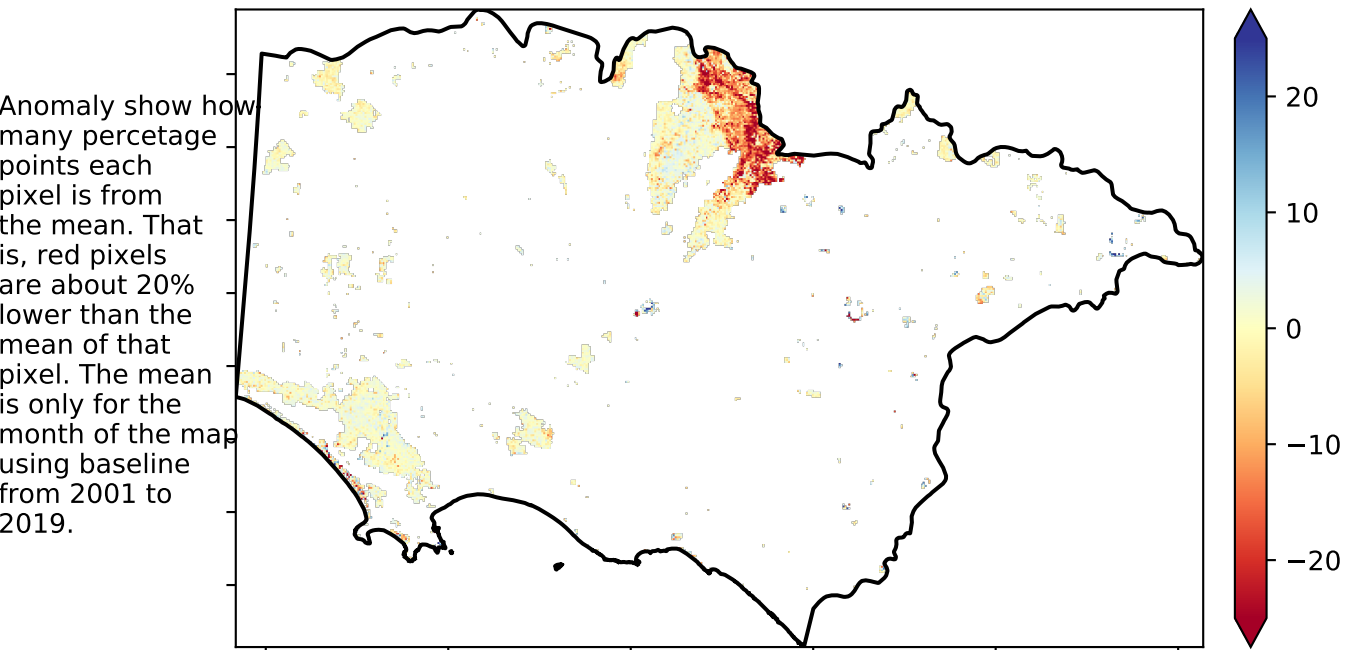 Anomaly show how
many percetage
points each
pixel is from
the mean. That
is, red pixels
are about 20%
lower than the
mean of that
pixel. The mean
is only for the
month of the map
using baseline
from 2001 to
2019.
20
10
0
−10
−20